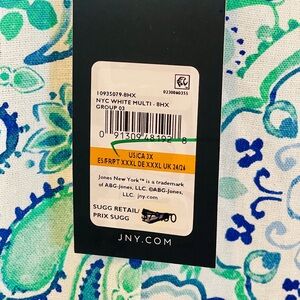 0230060355
10935079-8HX
NYC WHITE MULTI - 8HX
GROUP 03
US/CA 3X
ES/FR/PT XXXL DE XXXL UK 24/26
Jones New York™ is a trademark
of ABG-Jones, LLC. ©ABG-Jones,
LLC. jny.com
SUGG RETAIL/
PRIX SUGG
JNY.COM